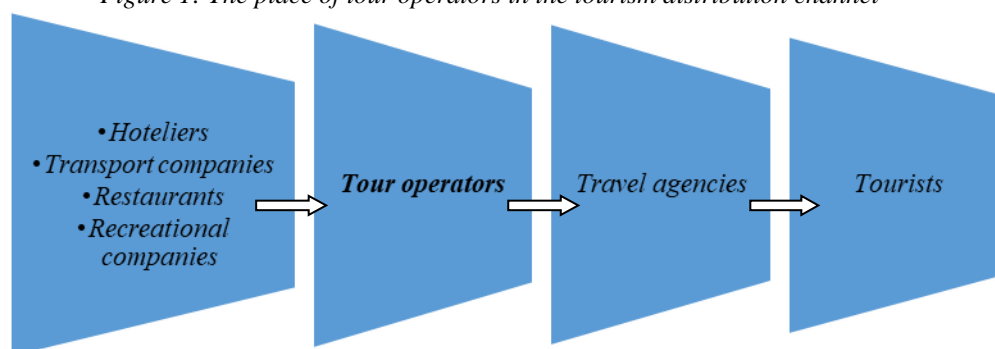 Figure 1: The place of tour operators in the tourism distribution channel
•Hoteliers
•Transport companies
•Restaurants
•Recreational
companies
Tour operators
Travel agencies
Tourists